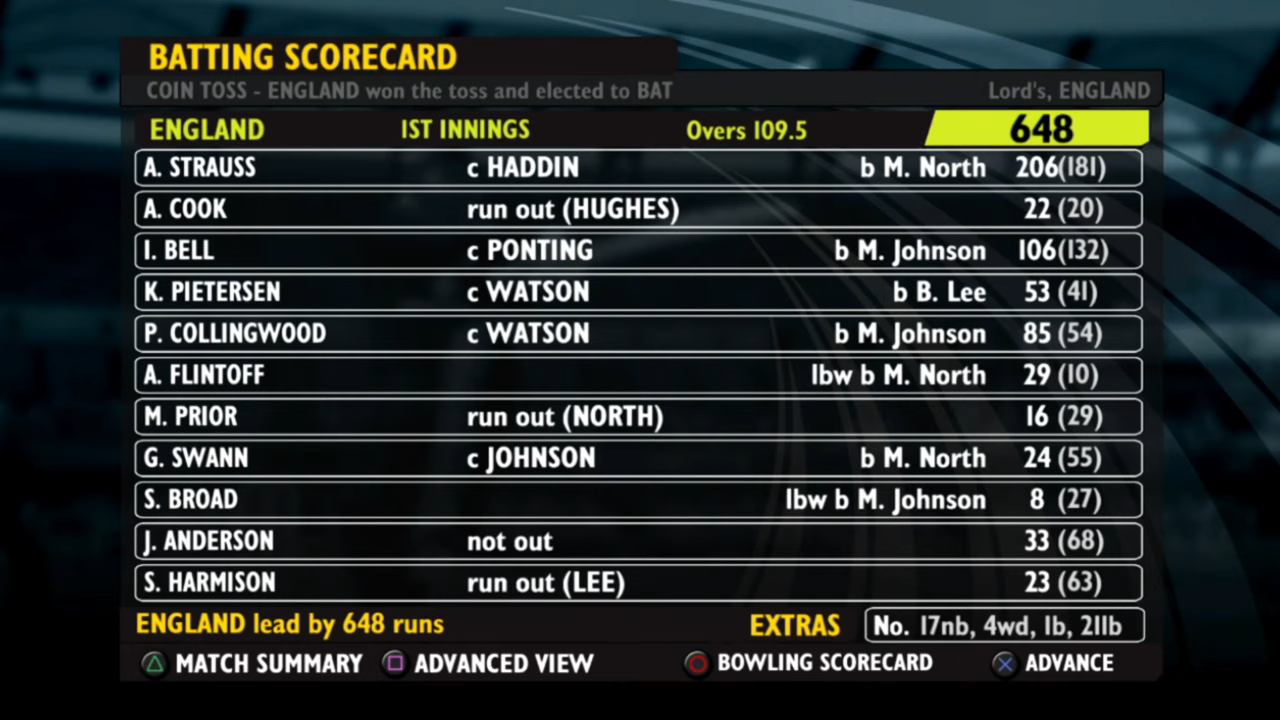 BATTING SCORECARD
COIN TOSS - ENGLAND won the toss and elected to BAT Lord's, ENGLAND
ENGLAND 1ST INNINGS Overs 109.5 648
A. STRAUSS c HADDIN b M. North 206(181)
A. COOK run out (HUGHES) 22 (20)
I. BELL c PONTING b M. Johnson 106(132)
K. PIETERSEN c WATSON b B. Lee 53 (41)
P. COLLINGWOOD c WATSON b M. Johnson 85 (54)
A. FLINTOFF lbw b M. North 29 (10)
M. PRIOR run out (NORTH) 16 (29)
G. SWANN c JOHNSON b M. North 24 (55)
S. BROAD lbw b M. Johnson 8 (27)
J. ANDERSON not out 33 (68)
S. HARMISON run out (LEE) 23 (63)
ENGLAND lead by 648 runs EXTRAS No. 17nb, 4wd, 1b, 21lb
MATCH SUMMARY ADVANCED VIEW BOWLING SCORECARD ADVANCE